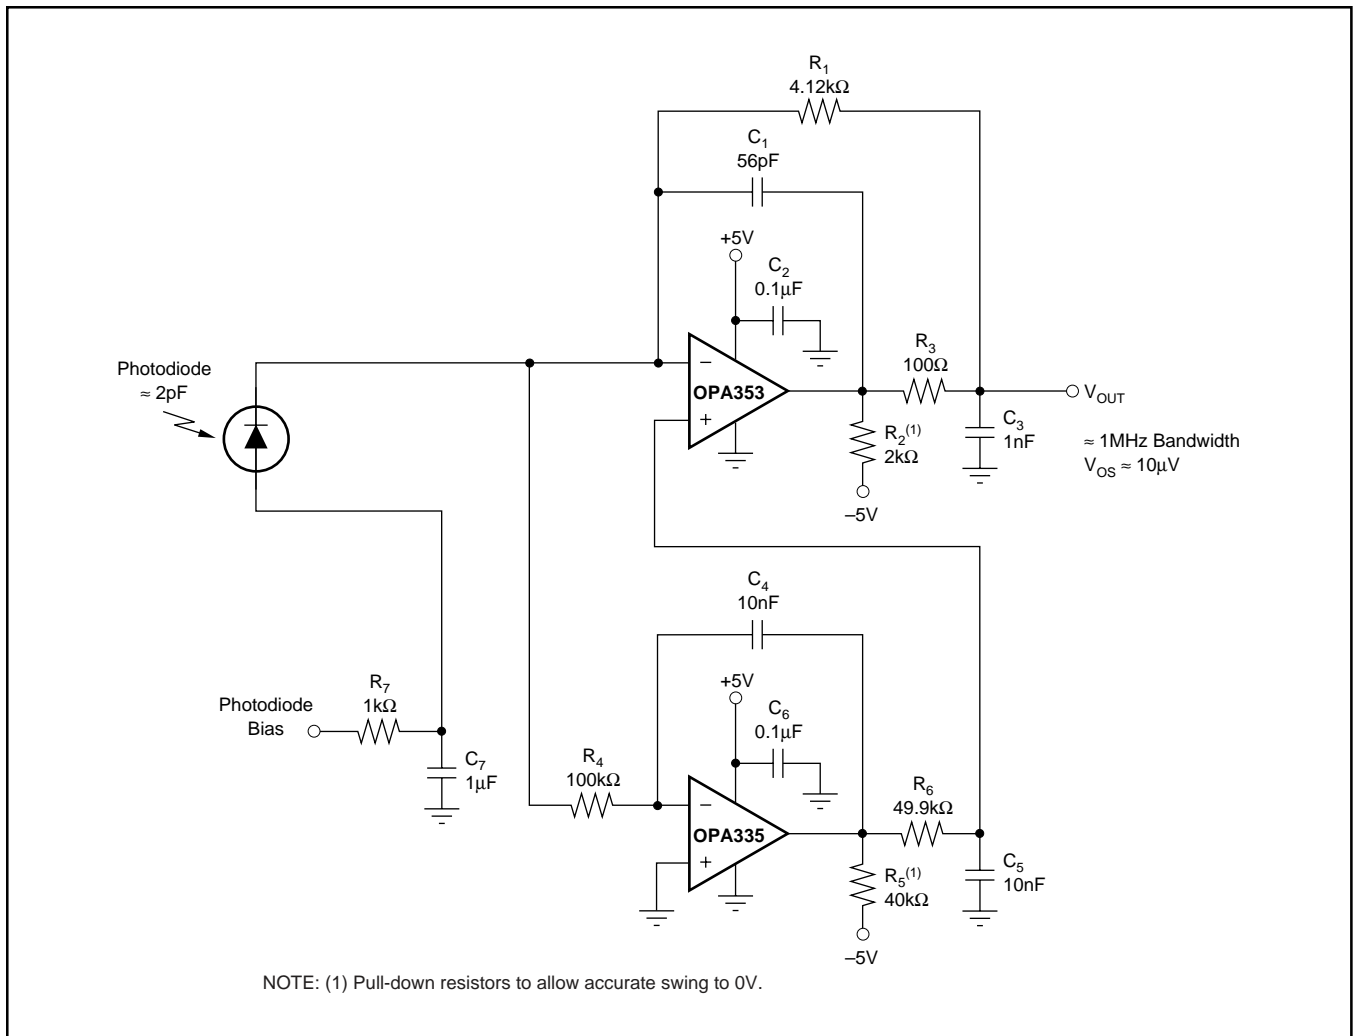 R1
4.12kΩ
C1
56pF
+5V
C2
0.1µF
Photodiode
≈ 2pF
−
OPA353
+
R3
100Ω
VOUT
R2(1)
2kΩ
C3
1nF
≈ 1MHz Bandwidth
VOS ≈ 10µV
–5V
C4
10nF
+5V
C6
0.1µF
Photodiode
Bias
R7
1kΩ
C7
1µF
R4
100kΩ
−
OPA335
+
R6
49.9kΩ
R5(1)
40kΩ
C5
10nF
–5V
NOTE: (1) Pull-down resistors to allow accurate swing to 0V.